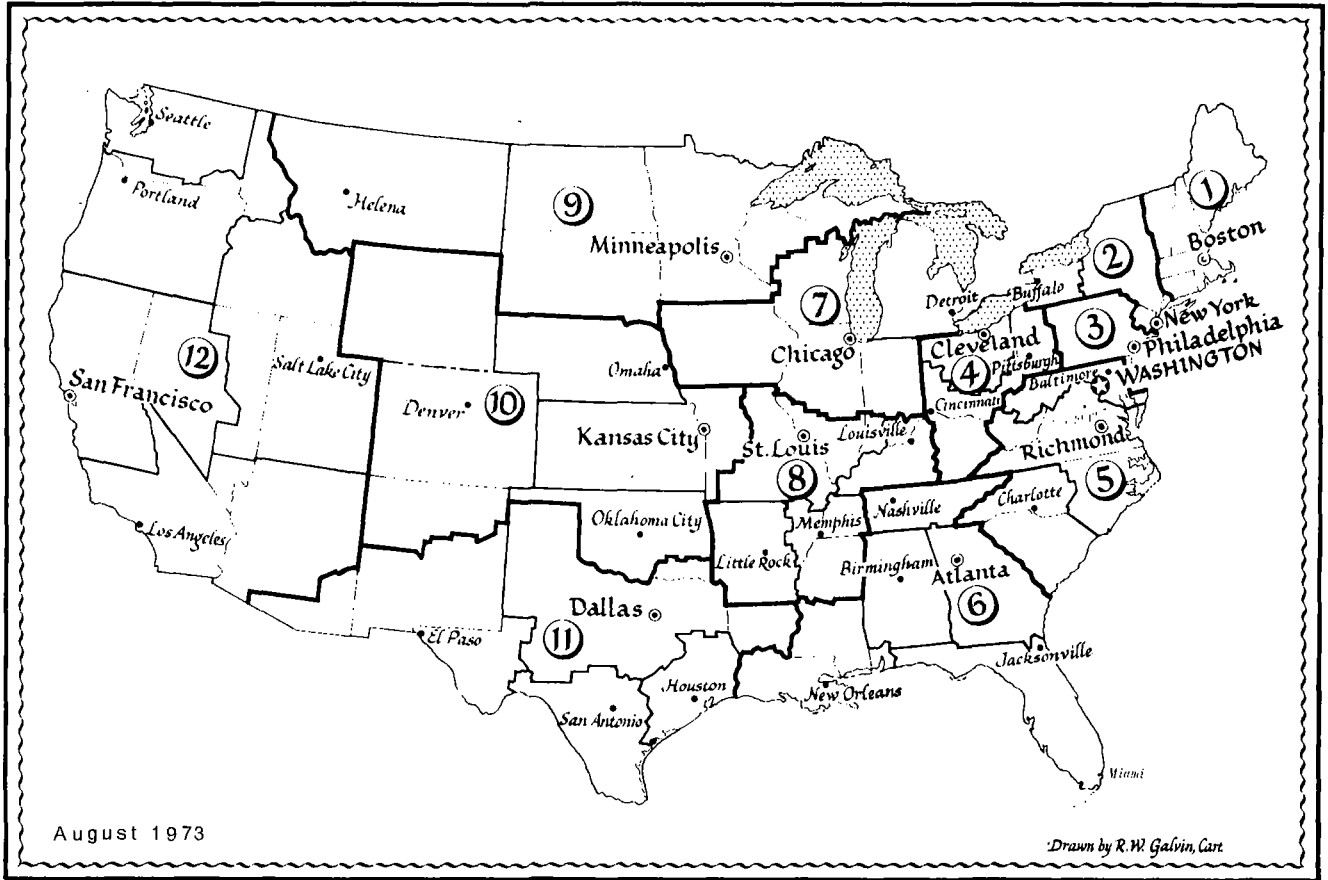 Seattle
Portland
Helena
9
Minneapolis
1
Boston
2
Detroit
Buffalo
7
Chicago
New York
3
Philadelphia
Cleveland
Pittsburgh
4
Baltimore
WASHINGTON
Cincinnati
12
San Francisco
Salt Lake City
Omaha
Denver
10
Kansas City
St. Louis
Louisville
8
Richmond
5
Los Angeles
Oklahoma City
Memphis
Nashville
Charlotte
Little Rock
Birmingham
Atlanta
6
Dallas
11
El Paso
Houston
San Antonio
New Orleans
Jacksonville
Miami
August 1973
Drawn by R.W. Galvin, Cart.